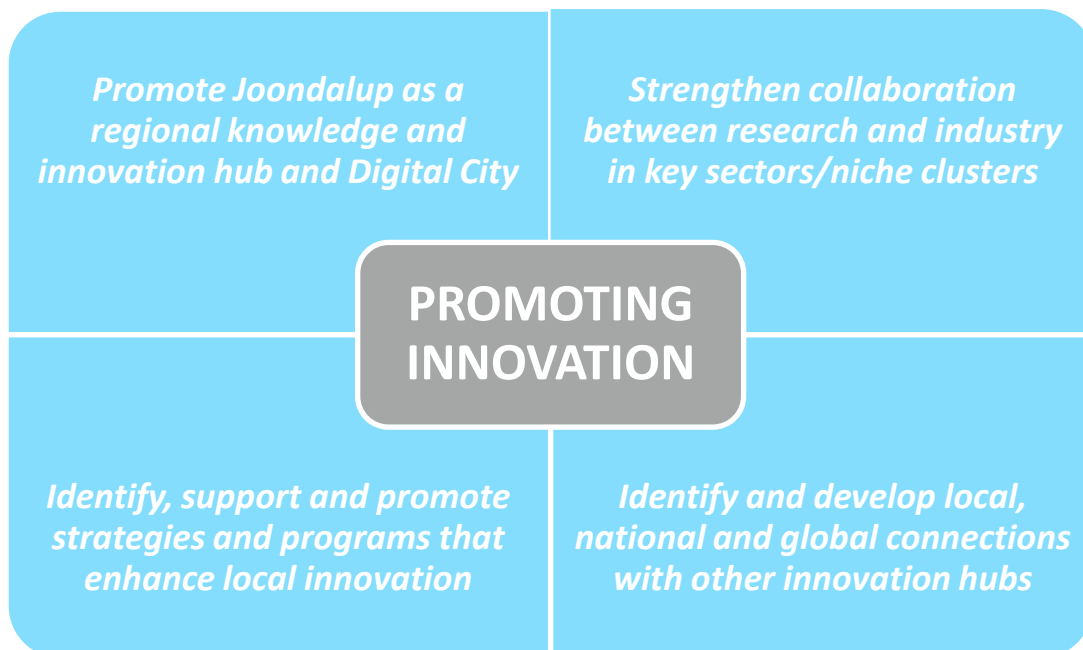 Promote Joondalup as a
regional knowledge and
innovation hub and Digital City
Strengthen collaboration
between research and industry
in key sectors/niche clusters
PROMOTING
INNOVATION
Identify, support and promote
strategies and programs that
enhance local innovation
Identify and develop local,
national and global connections
with other innovation hubs